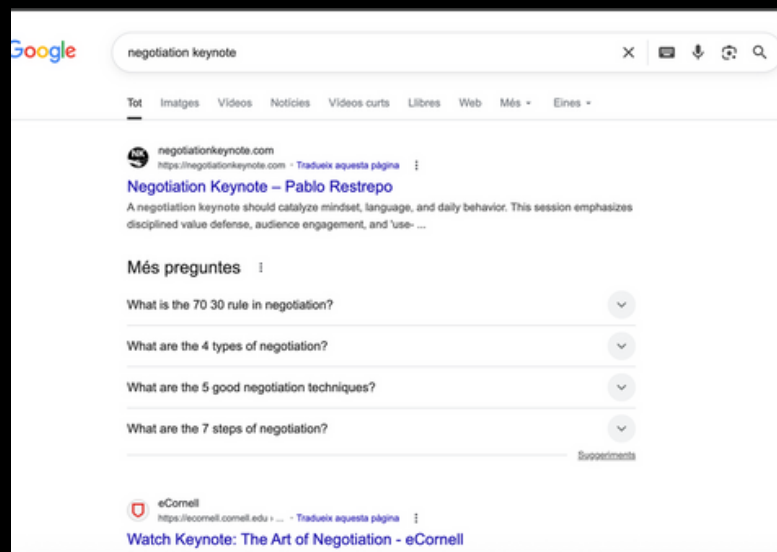 Google
negotiation keynote
Tot Imatges Vídeos Notícies Vídeos curts Llibres Web Més Eines
NK
negotiationkeynote.com
https://negotiationkeynote.com · Tradueix aquesta pàgina
Negotiation Keynote – Pablo Restrepo
A negotiation keynote should catalyze mindset, language, and daily behavior. This session emphasizes
disciplined value defense, audience engagement, and 'use- ...
Més preguntes
What is the 70 30 rule in negotiation?
What are the 4 types of negotiation?
What are the 5 good negotiation techniques?
What are the 7 steps of negotiation?
Suggeriments
eCornell
https://ecornell.cornell.edu › ... · Tradueix aquesta pàgina
Watch Keynote: The Art of Negotiation - eCornell